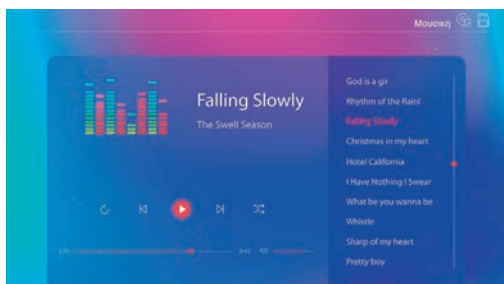 Μουσική
Falling Slowly
The Swell Season
God is a gir
Rhythm of the Rain!
Falling Slowly
Christmas in my heart
Hotel California
I Have Nothing I Swear
What be you wanna be
Whistle
Sharp of my heart
Pretty boy